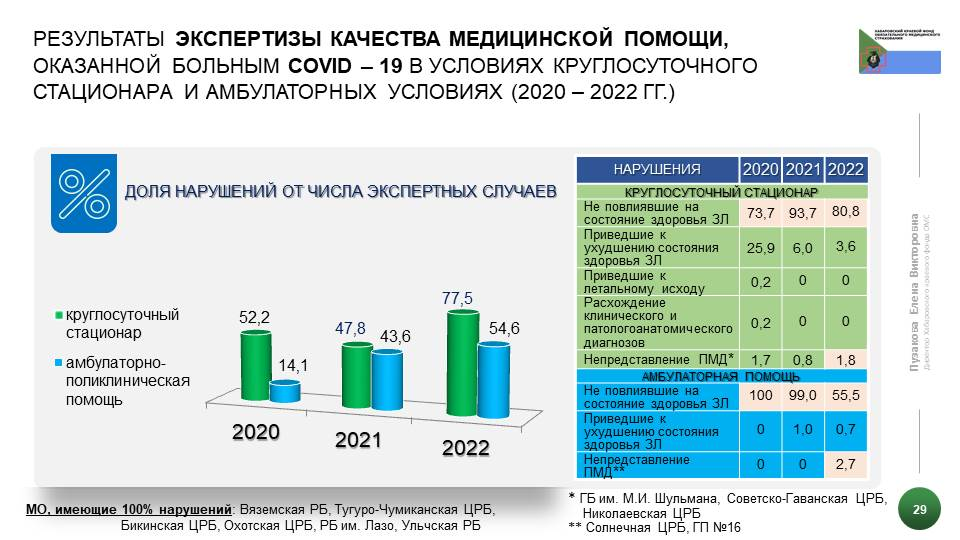 РЕЗУЛЬТАТЫ ЭКСПЕРТИЗЫ КАЧЕСТВА МЕДИЦИНСКОЙ ПОМОЩИ,
ОКАЗАННОЙ БОЛЬНЫМ COVID – 19 В УСЛОВИЯХ КРУГЛОСУТОЧНОГО
СТАЦИОНАРА И АМБУЛАТОРНЫХ УСЛОВИЯХ (2020 – 2022 ГГ.)
ХАБАРОВСКИЙ КРАЕВОЙ ФОНД
ОБЯЗАТЕЛЬНОГО МЕДИЦИНСКОГО
СТРАХОВАНИЯ
%
ДОЛЯ НАРУШЕНИЙ ОТ ЧИСЛА ЭКСПЕРТНЫХ СЛУЧАЕВ
круглосуточный
стационар
амбулаторно-
поликлиническая
помощь
52,2
14,1
47,8
43,6
77,5
54,6
2020
2021
2022
НАРУШЕНИЯ 2020 2021 2022
КРУГЛОСУТОЧНЫЙ СТАЦИОНАР
Не повлиявшие на
состояние здоровья ЗЛ 73,7 93,7 80,8
Приведшие к
ухудшению состояния
здоровья ЗЛ 25,9 6,0 3,6
Приведшие к
летальному исходу 0,2 0 0
Расхождение
клинического и
патологоанатомического
диагнозов 0,2 0 0
Непредставление ПМД* 1,7 0,8 1,8
АМБУЛАТОРНАЯ ПОМОЩЬ
Не повлиявшие на
состояние здоровья ЗЛ 100 99,0 55,5
Приведшие к
ухудшению состояния
здоровья ЗЛ 0 1,0 0,7
Непредставление
ПМД** 0 0 2,7
Пузакова Елена Викторовна
Директор Хабаровского краевого фонда ОМС
МО, имеющие 100% нарушений: Вяземская РБ, Тугуро-Чумиканская ЦРБ,
Бикинская ЦРБ, Охотская ЦРБ, РБ им. Лазо, Ульчская РБ
* ГБ им. М.И. Шульмана, Советско-Гаванская ЦРБ,
Николаевская ЦРБ
** Солнечная ЦРБ, ГП №16
29